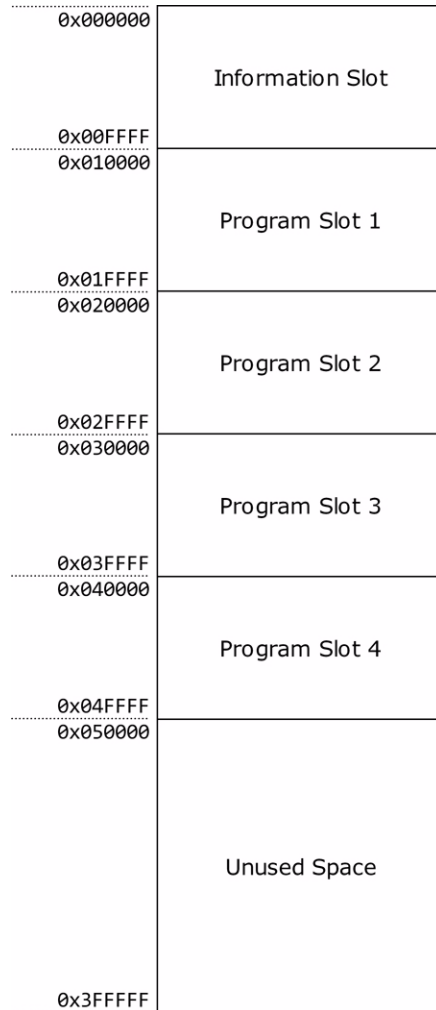 0x000000
Information Slot
0x00FFFF
0x010000
Program Slot 1
0x01FFFF
0x020000
Program Slot 2
0x02FFFF
0x030000
Program Slot 3
0x03FFFF
0x040000
Program Slot 4
0x04FFFF
0x050000
Unused Space
0x3FFFFF